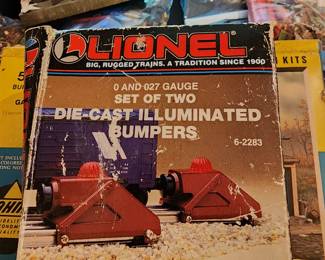 LIONEL
BIG, RUGGED TRAINS. A TRADITION SINCE 1900
0 AND 027 GAUGE
SET OF TWO
DIE-CAST ILLUMINATED
BUMPERS
6-2283
KITS